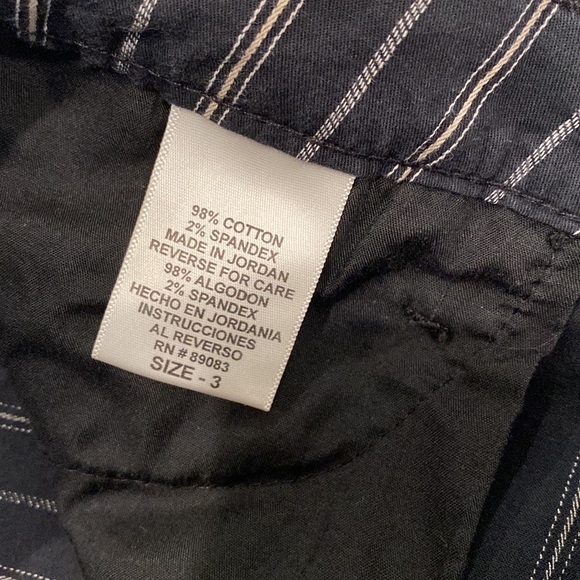 98% COTTON
2% SPANDEX
MADE IN JORDAN
REVERSE FOR CARE
98% ALGODON
2% SPANDEX
HECHO EN JORDANIA
INSTRUCCIONES
AL REVERSO
RN # 89083
SIZE - 3